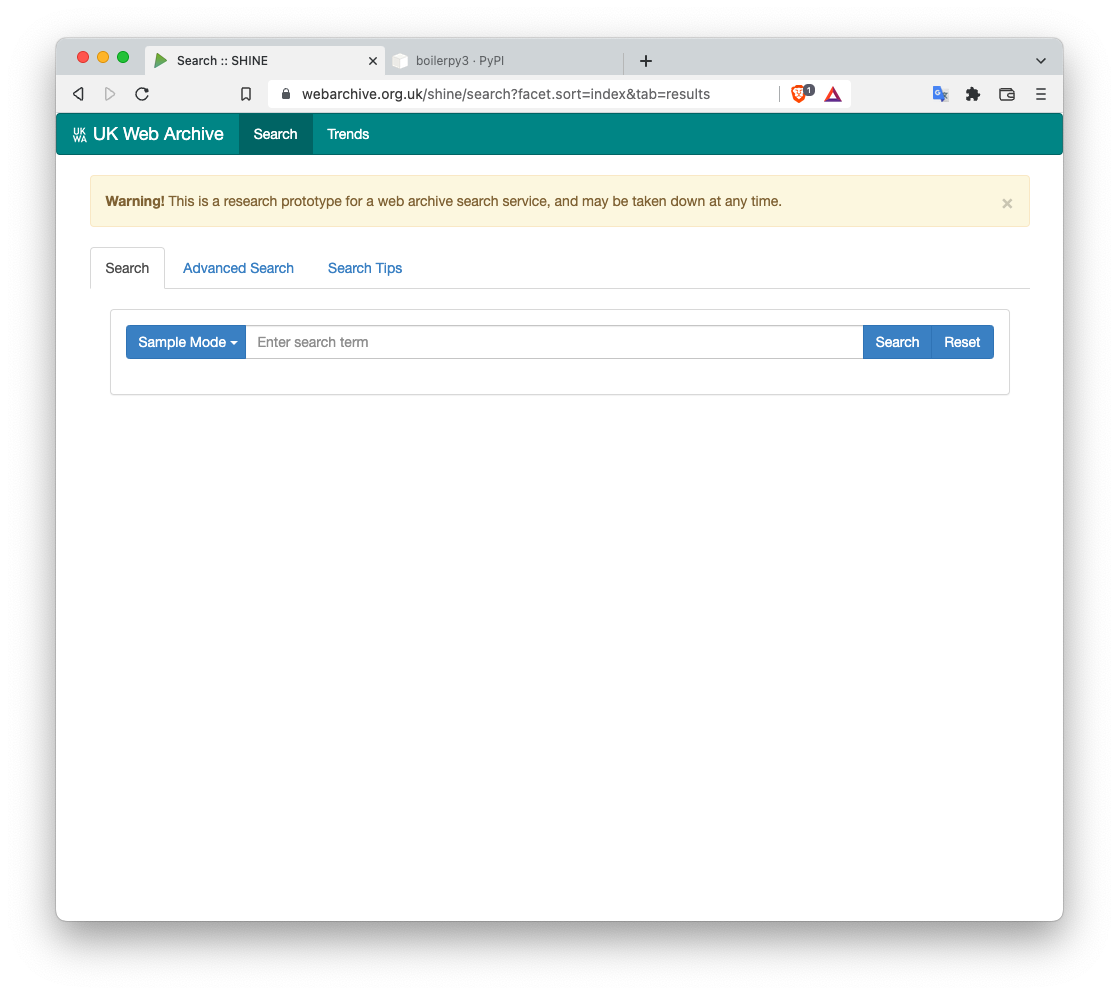 Search :: SHINE
boilerpy3 · PyPI
webarchive.org.uk/shine/search?facet.sort=index&tab=results
1
UK WA UK Web Archive
Search
Trends
Warning! This is a research prototype for a web archive search service, and may be taken down at any time.
×
Search
Advanced Search
Search Tips
Sample Mode
Enter search term
Search
Reset